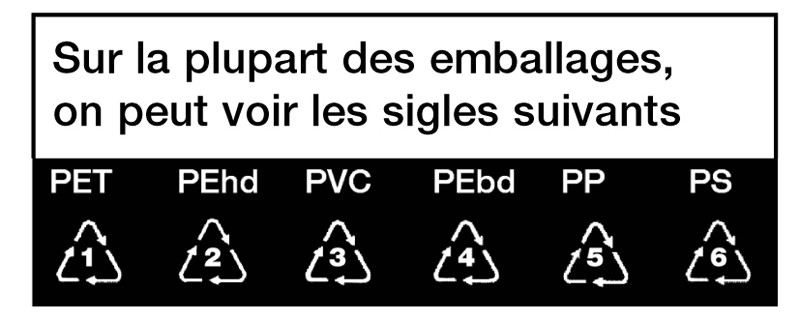 Sur la plupart des emballages,
on peut voir les sigles suivants
PET PEhd PVC PEbd PP PS
1 2 3 4 5 6